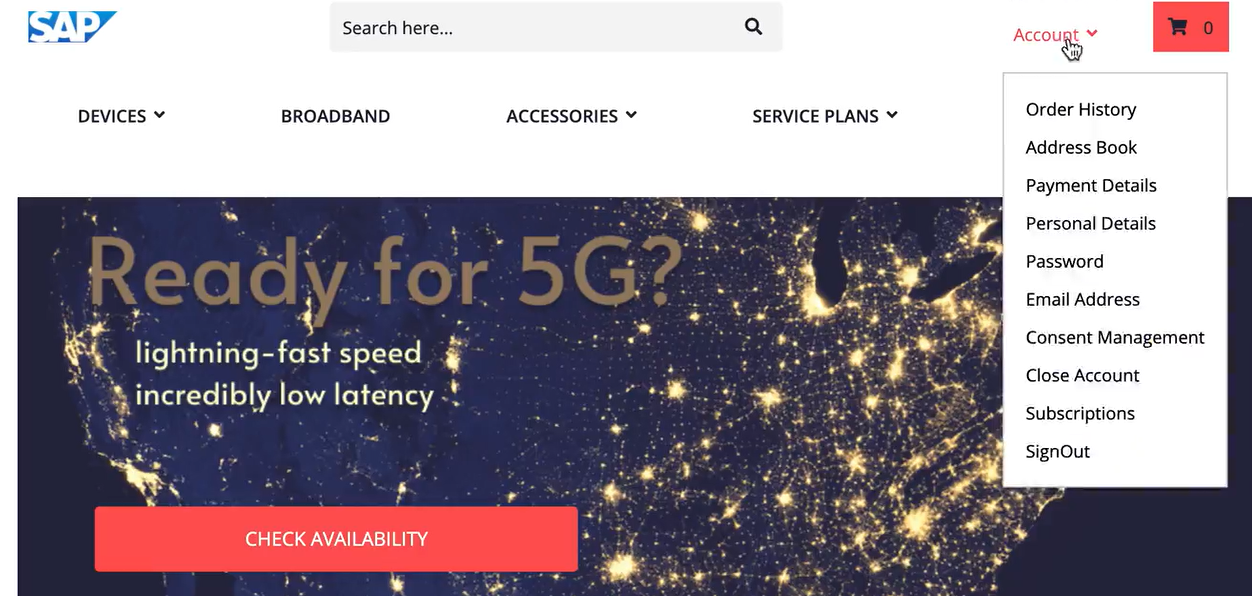 SAP
Search here...
Account
0
DEVICES
BROADBAND
ACCESSORIES
SERVICE PLANS
Order History
Address Book
Payment Details
Personal Details
Password
Email Address
Consent Management
Close Account
Subscriptions
SignOut
Ready for 5G?
lightning-fast speed
incredibly low latency
CHECK AVAILABILITY